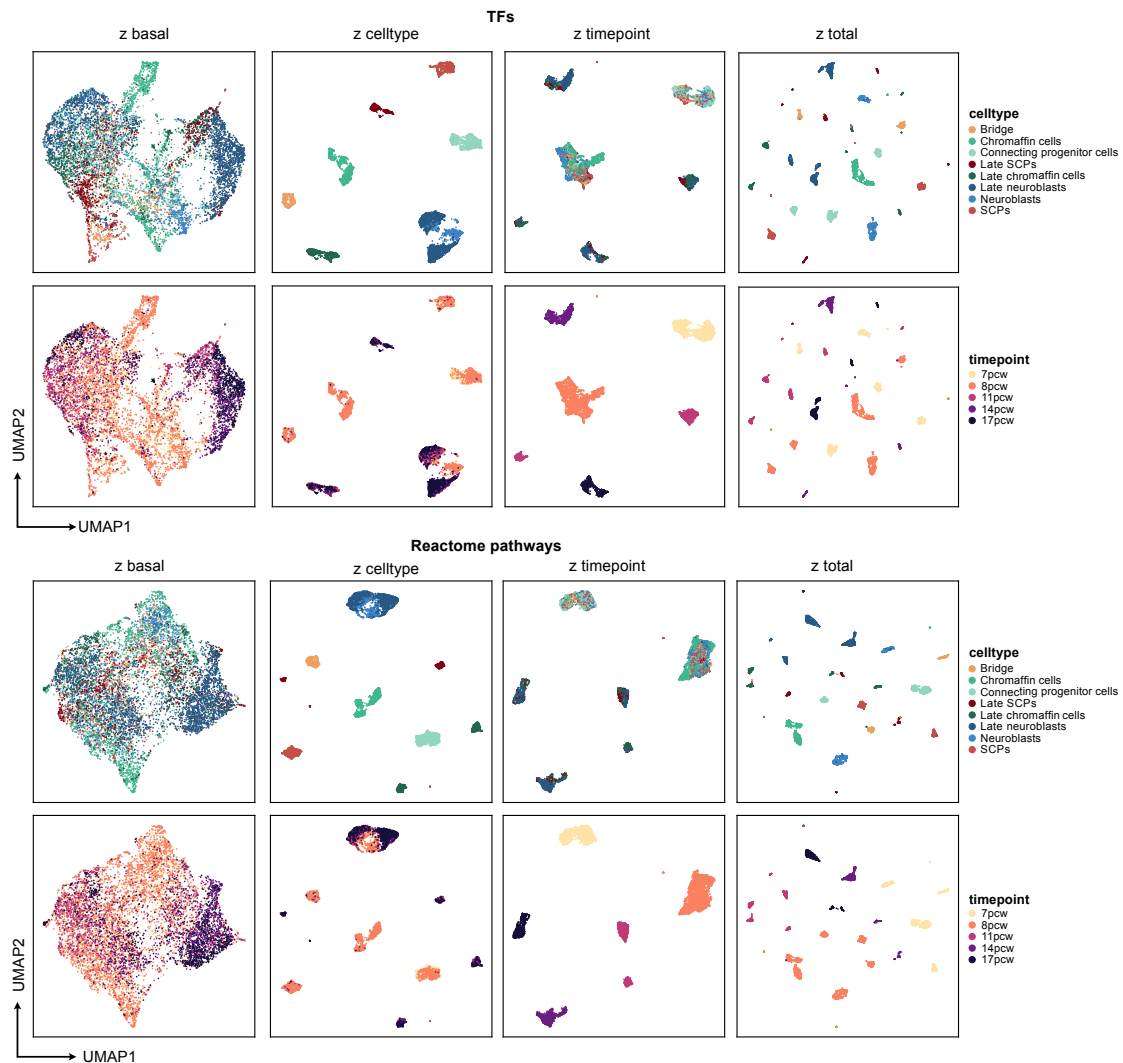 TFs
z basal
z celltype
z timepoint
z total
celltype
Bridge
Chromaffin cells
Connecting progenitor cells
Late SCPs
Late chromaffin cells
Late neuroblasts
Neuroblasts
SCPs
timepoint
7pcw
8pcw
11pcw
14pcw
17pcw
UMAP2
UMAP1
Reactome pathways
z basal
z celltype
z timepoint
z total
celltype
Bridge
Chromaffin cells
Connecting progenitor cells
Late SCPs
Late chromaffin cells
Late neuroblasts
Neuroblasts
SCPs
timepoint
7pcw
8pcw
11pcw
14pcw
17pcw
UMAP2
UMAP1